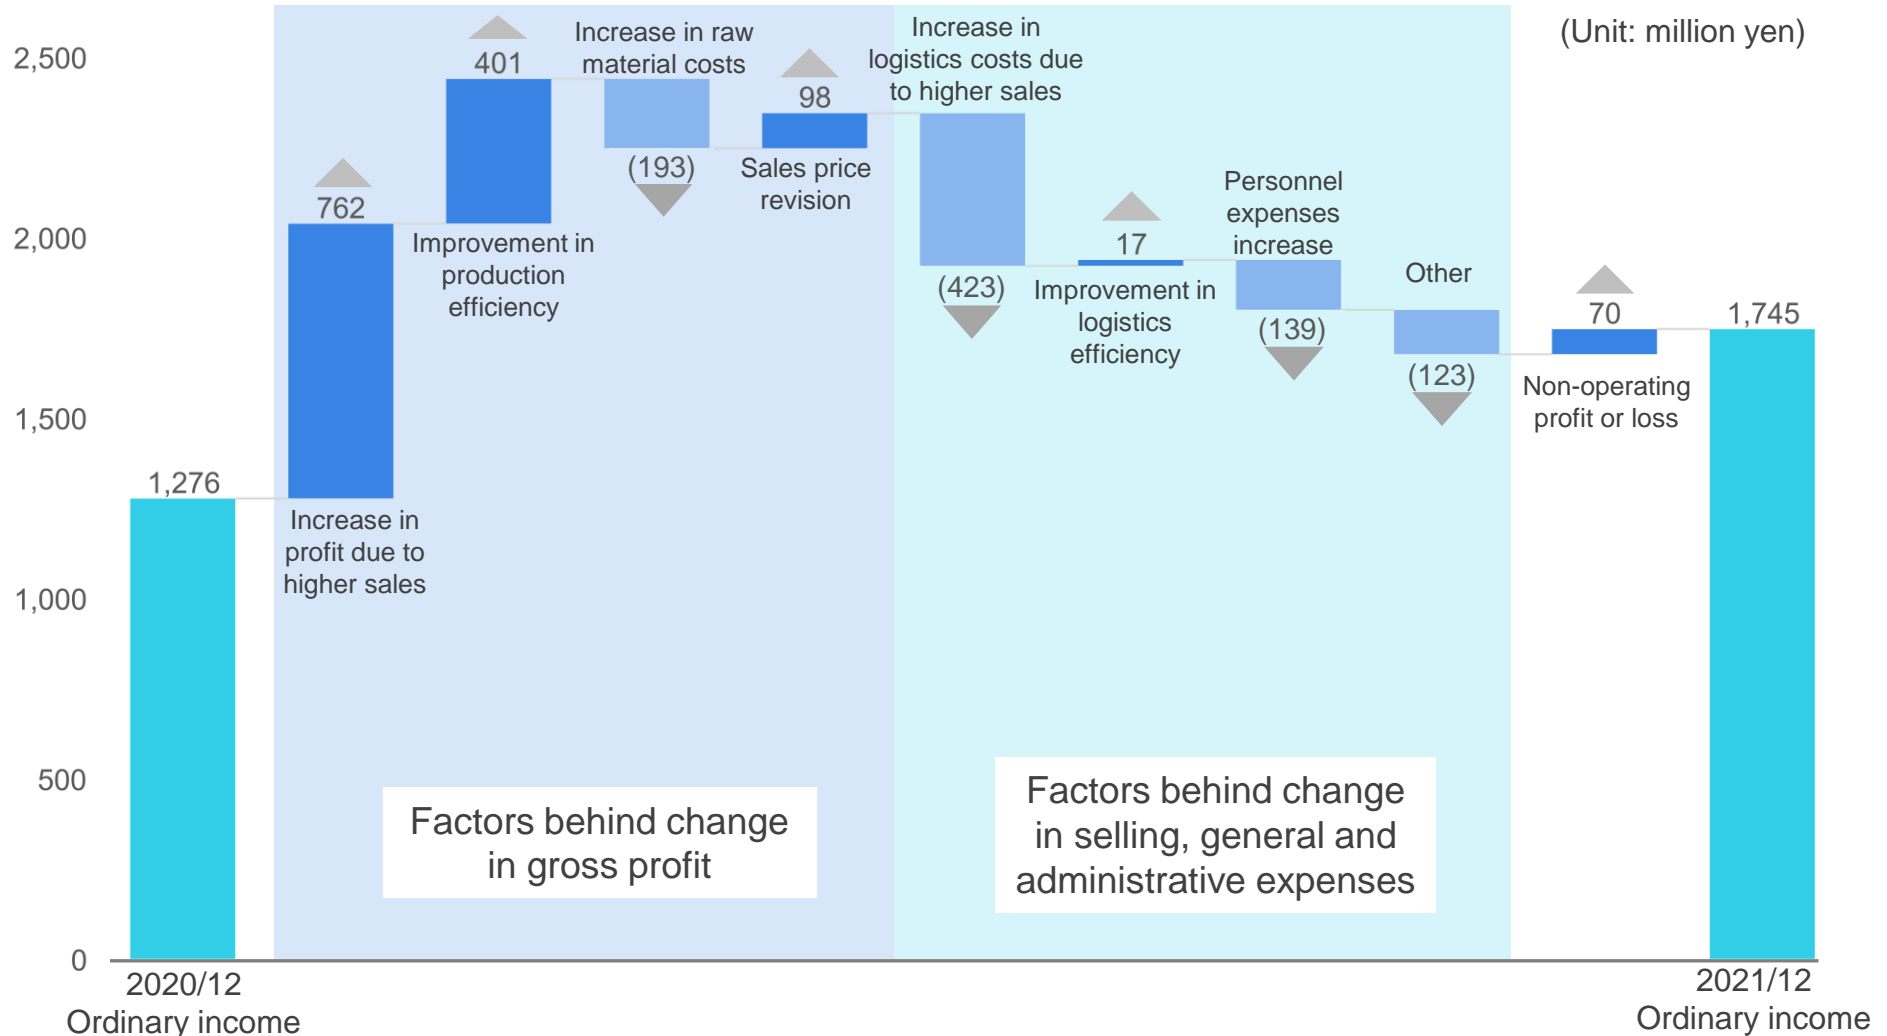 (Unit: million yen)
2,500
2,000
1,500
1,000
500
0
1,276
2020/12
Ordinary income
762
Increase in
profit due to
higher sales
401
Improvement in
production
efficiency
Increase in raw
material costs
(193)
98
Sales price
revision
Increase in
logistics costs due
to higher sales
(423)
17
Improvement in
logistics
efficiency
Personnel
expenses
increase
(139)
Other
(123)
70
Non-operating
profit or loss
1,745
2021/12
Ordinary income
Factors behind change
in gross profit
Factors behind change
in selling, general and
administrative expenses